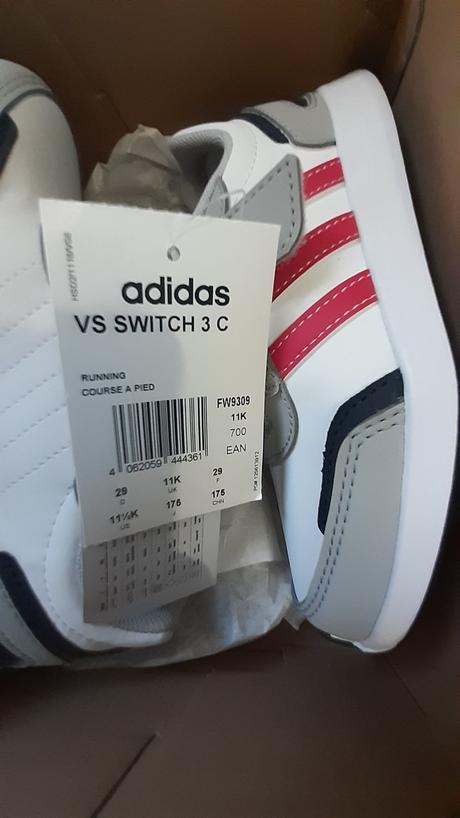 adidas
VS SWITCH 3 C
RUNNING
COURSE A PIED
FW9309
11K
700
EAN
4 062059 444361
29 11K 29
D UK F
11½K 175 175
US J CHN